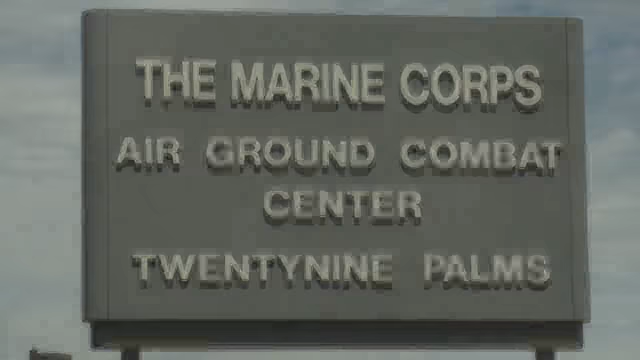 THE MARINE CORPS
AIR GROUND COMBAT
CENTER
TWENTYNINE PALMS